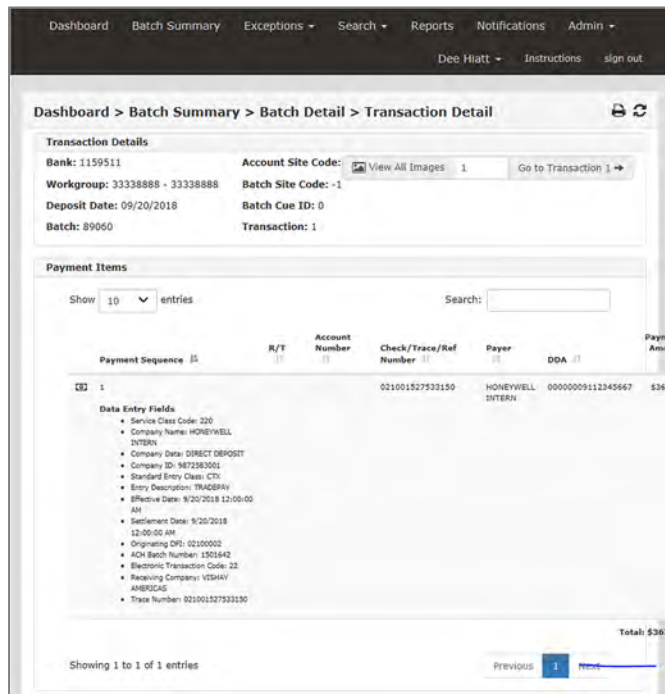 Dashboard Batch Summary Exceptions Search Reports Notifications Admin
Dee Hiatt Instructions sign out
Dashboard > Batch Summary > Batch Detail > Transaction Detail
Transaction Details
Bank: 1159511 Account Site Code: View All Images 1 Go to Transaction 1
Workgroup: 33338888 - 33338888 Batch Site Code: -1
Deposit Date: 09/20/2018 Batch Cue ID: 0
Batch: 89060 Transaction: 1
Payment Items
Show 10 entries Search:
Payment Sequence R/T Account Number Check/Trace/Ref Number Payer DDA Paym Amo
1 021001527533150 HONEYWELL INTERN 00000009112345667 $36
Data Entry Fields
Service Class Code: 220
Company Name: HONEYWELL
INTERN
Company Data: DIRECT DEPOSIT
Company ID: 9872583001
Standard Entry Class: CTX
Entry Description: TRADEPAY
Effective Date: 9/20/2018 12:00:00
AM
Settlement Date: 9/20/2018
12:00:00 AM
Originating DFI: 02100002
ACH Batch Number: 1501642
Electronic Transaction Code: 22
Receiving Company: VISHAY
AMERICAS
Trace Number: 021001527533150
Total: $36
Showing 1 to 1 of 1 entries Previous 1 Next